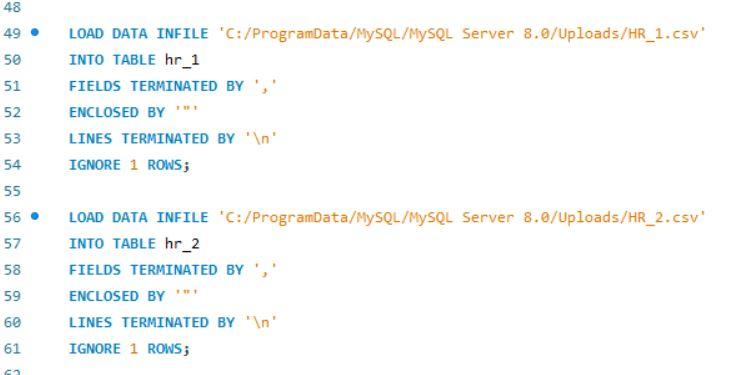 48
49 LOAD DATA INFILE 'C:/ProgramData/MySQL/MySQL Server 8.0/Uploads/HR_1.csv'
50 INTO TABLE hr_1
51 FIELDS TERMINATED BY ','
52 ENCLOSED BY '"'
53 LINES TERMINATED BY '\n'
54 IGNORE 1 ROWS;
55
56 LOAD DATA INFILE 'C:/ProgramData/MySQL/MySQL Server 8.0/Uploads/HR_2.csv'
57 INTO TABLE hr_2
58 FIELDS TERMINATED BY ','
59 ENCLOSED BY '"'
60 LINES TERMINATED BY '\n'
61 IGNORE 1 ROWS;
62